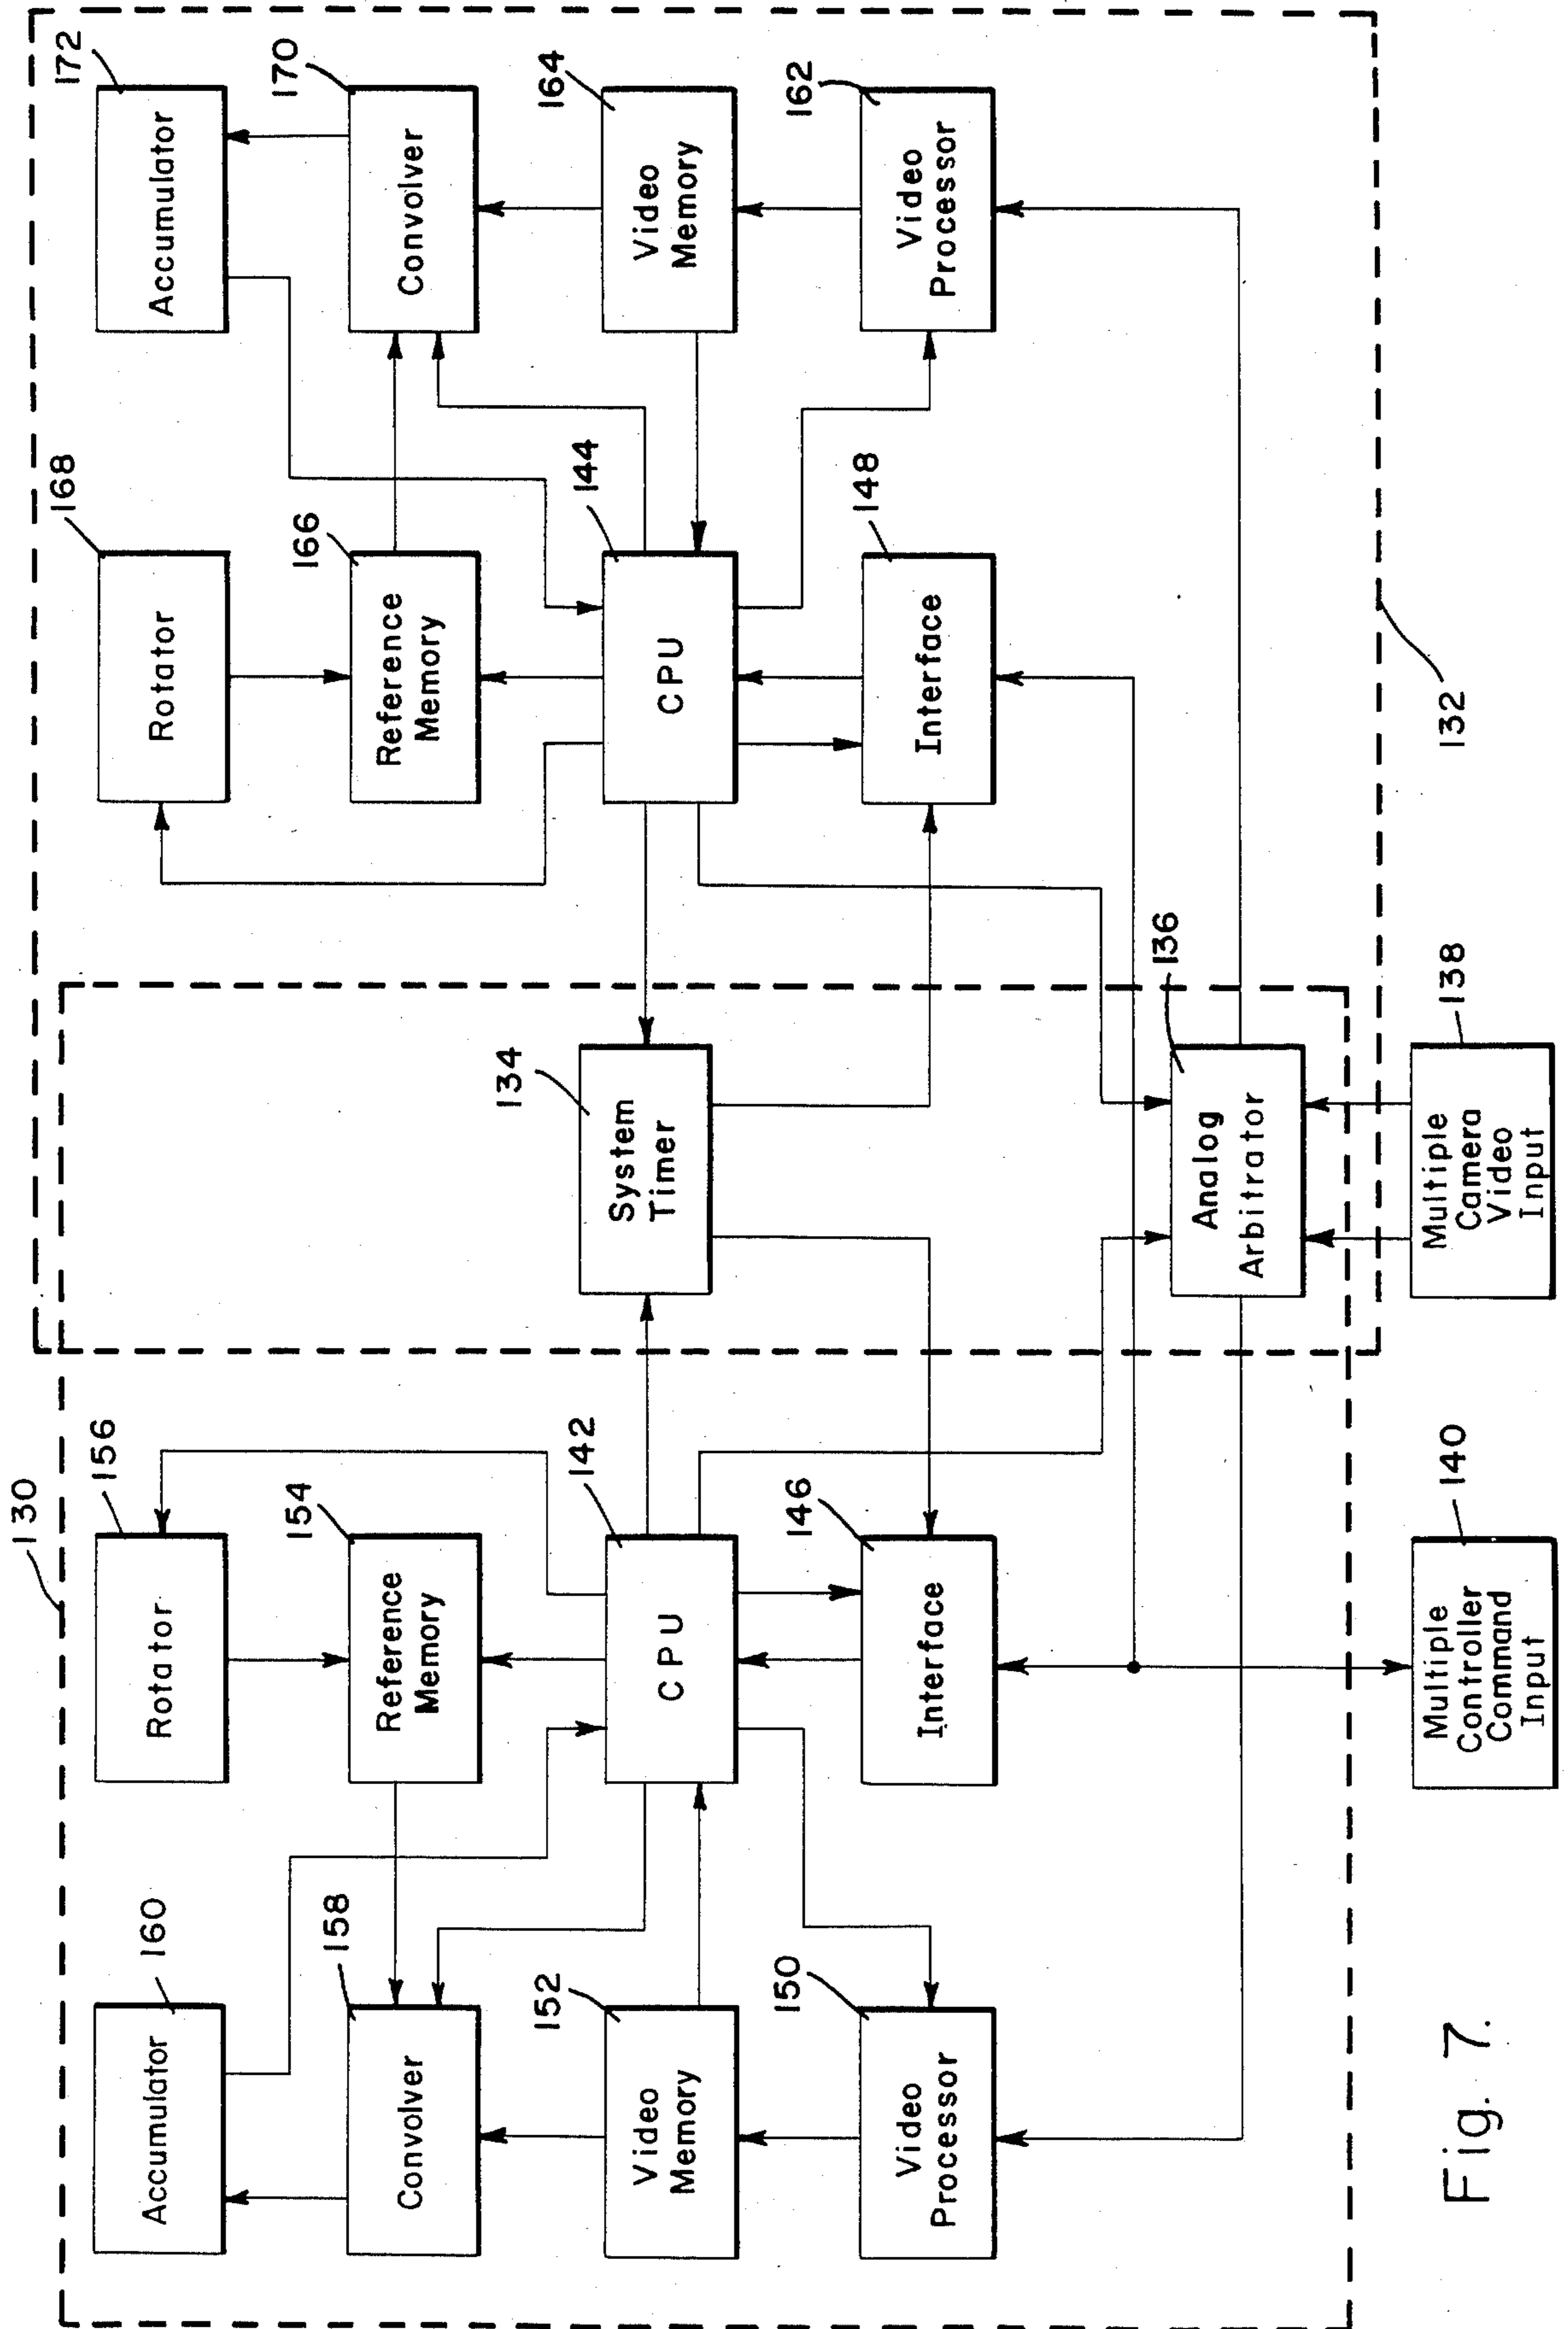 130
160
Accumulator
156
Rotator
168
Rotator
172
Accumulator
158
Convolver
154
Reference
Memory
166
Reference
Memory
170
Convolver
152
Video
Memory
142
CPU
134
System
Timer
144
CPU
164
Video
Memory
150
Video
Processor
146
Interface
148
Interface
162
Video
Processor
136
Analog
Arbitrator
132
140
Multiple
Controller
Command
Input
138
Multiple
Camera
Video
Input
Fig. 7.